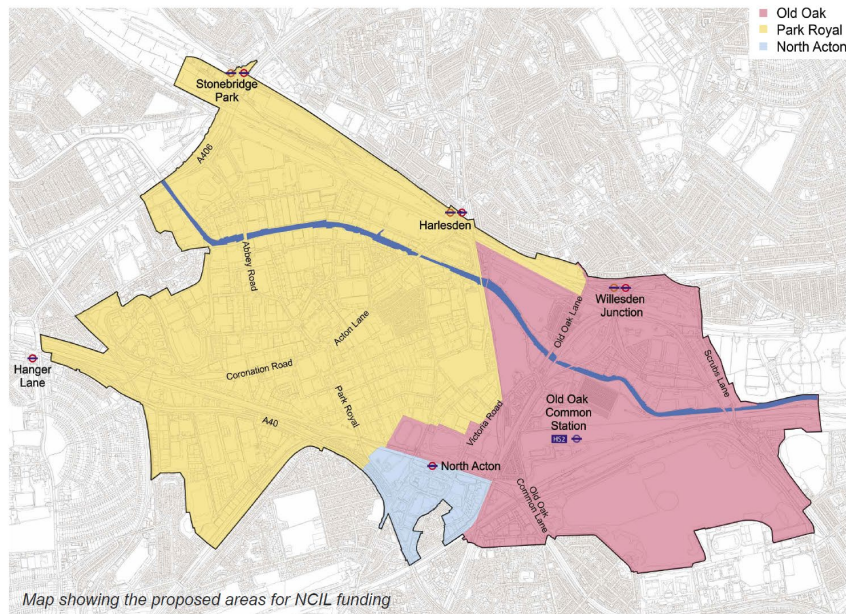 Old Oak
Park Royal
North Acton
Stonebridge
Park
A406
Harlesden
Abbey Road
Willesden
Junction
Old Oak Lane
Acton Lane
Scrubs Lane
Hanger
Lane
Coronation Road
Park Royal
A40
Victoria Road
Old Oak
Common
Station
HS2
North Acton
Old Oak
Common Lane
Map showing the proposed areas for NCIL funding